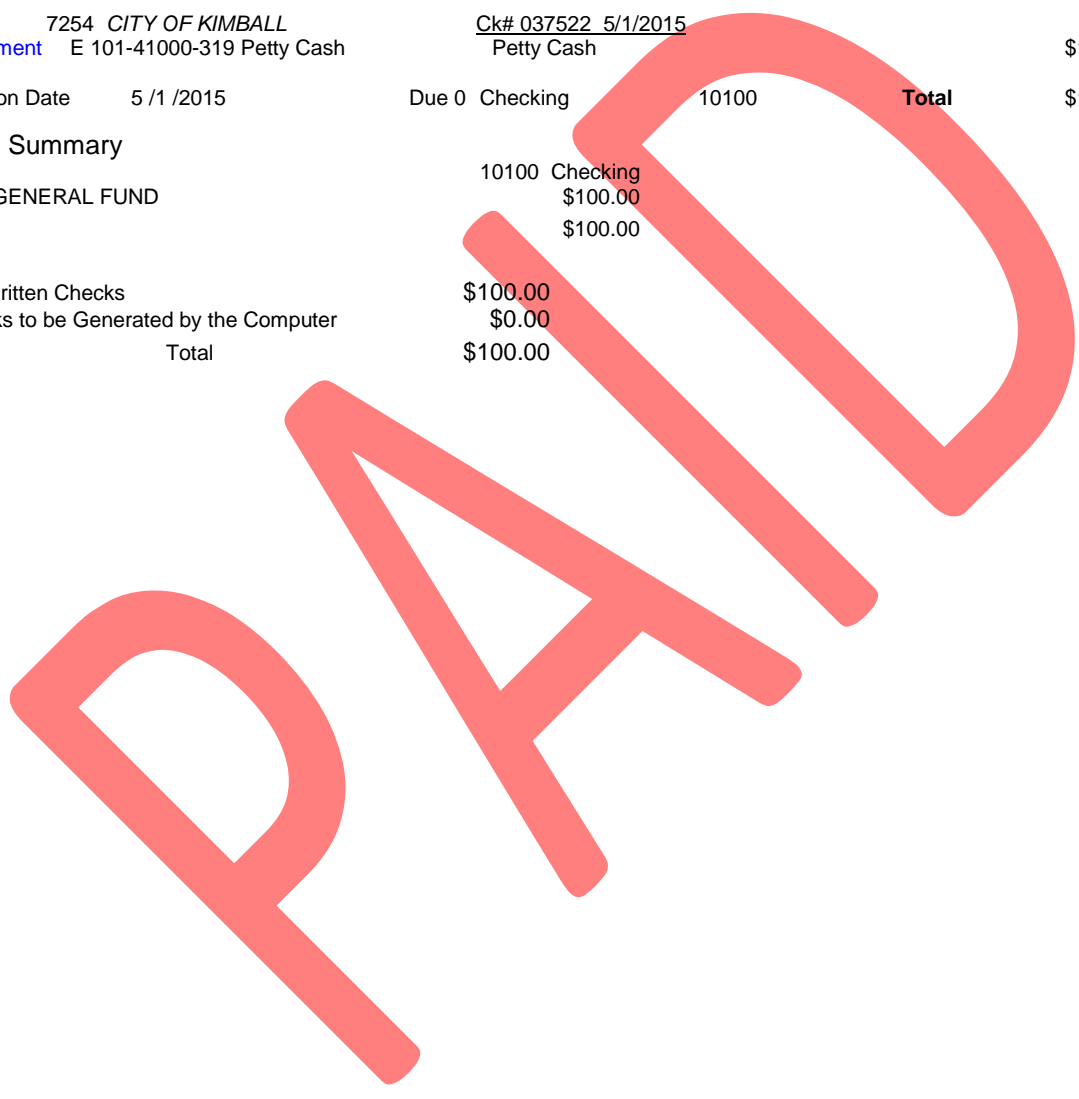 7254 CITY OF KIMBALL Ck# 037522 5/1/2015
ment E 101-41000-319 Petty Cash Petty Cash $
on Date 5 /1 /2015 Due 0 Checking 10100 Total $
Summary
10100 Checking
GENERAL FUND $100.00
$100.00
ritten Checks $100.00
ks to be Generated by the Computer $0.00
Total $100.00
PAID